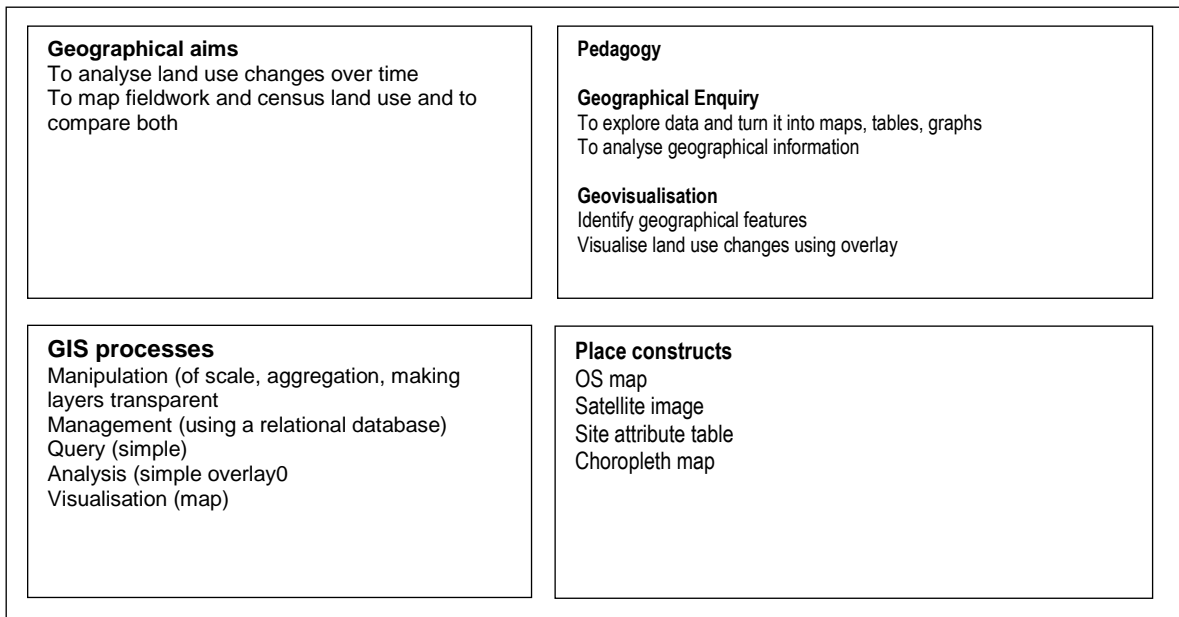 Geographical aims
To analyse land use changes over time
To map fieldwork and census land use and to
compare both
Pedagogy
Geographical Enquiry
To explore data and turn it into maps, tables, graphs
To analyse geographical information
Geovisualisation
Identify geographical features
Visualise land use changes using overlay
GIS processes
Manipulation (of scale, aggregation, making
layers transparent
Management (using a relational database)
Query (simple)
Analysis (simple overlay0
Visualisation (map)
Place constructs
OS map
Satellite image
Site attribute table
Choropleth map